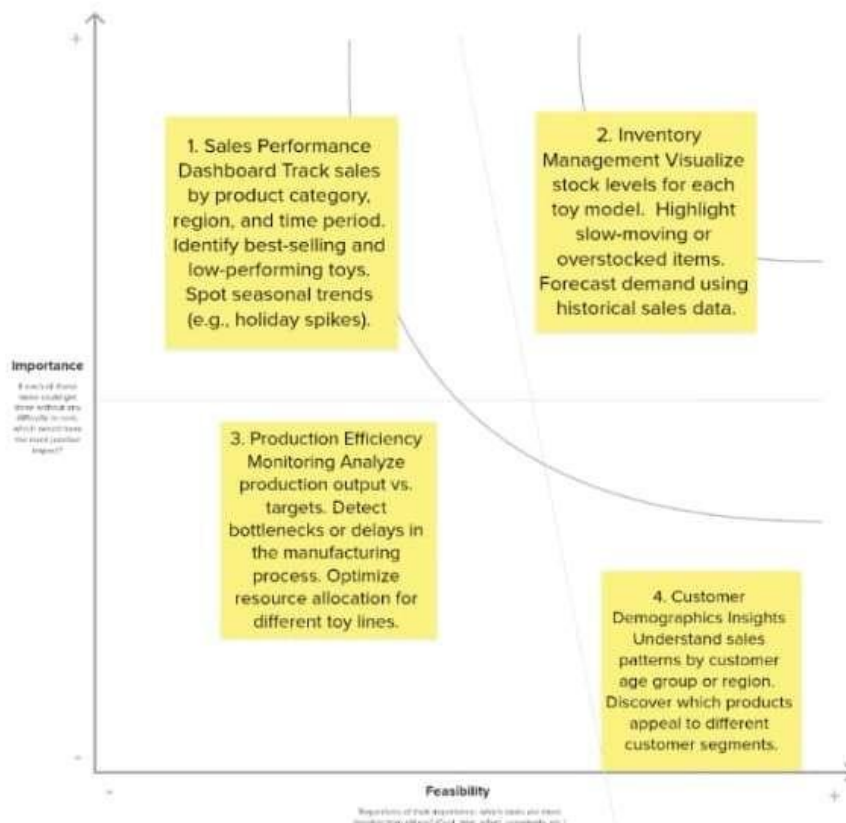 +
1. Sales Performance
Dashboard Track sales
by product category,
region, and time period.
Identify best-selling and
low-performing toys.
Spot seasonal trends
(e.g., holiday spikes).
2. Inventory
Management Visualize
stock levels for each
toy model. Highlight
slow-moving or
overstocked items.
Forecast demand using
historical sales data.
Importance
3. Production Efficiency
Monitoring Analyze
production output vs.
targets. Detect
bottlenecks or delays in
the manufacturing
process. Optimize
resource allocation for
different toy lines.
4. Customer
Demographics Insights
Understand sales
patterns by customer
age group or region.
Discover which products
appeal to different
customer segments.
-
-
Feasibility
+